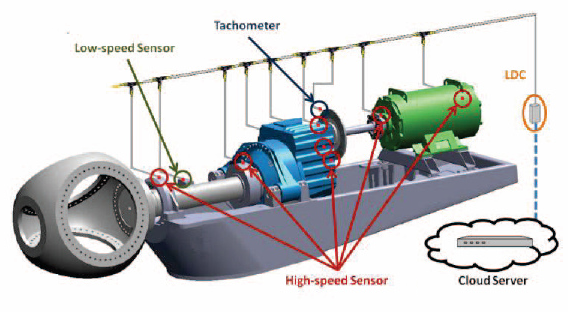 Tachometer
Low-speed Sensor
LDC
High-speed Sensor
Cloud Server